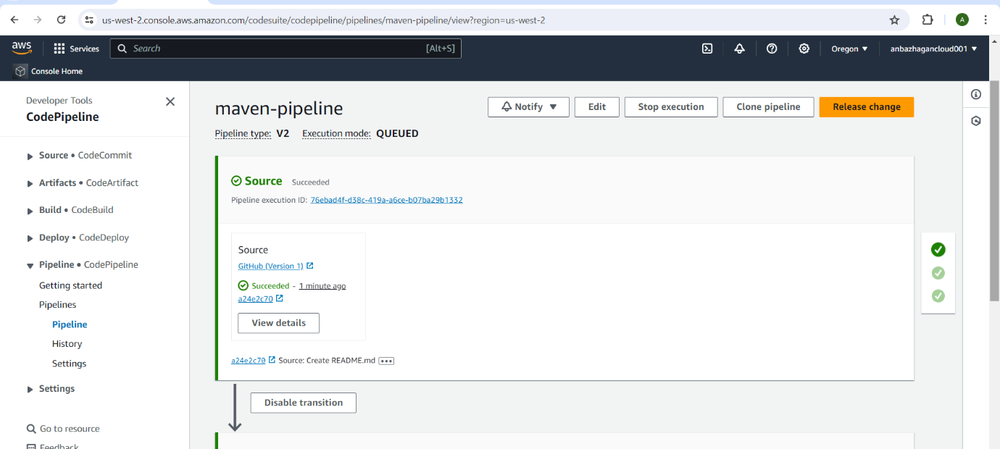 us-west-2.console.aws.amazon.com/codesuite/codepipeline/pipelines/maven-pipeline/view?region=us-west-2
A
aws
Services
Search
[Alt+S]
Oregon
anbazhagancloud001
Console Home
Developer Tools
CodePipeline
Source • CodeCommit
Artifacts • CodeArtifact
Build • CodeBuild
Deploy • CodeDeploy
Pipeline • CodePipeline
Getting started
Pipelines
Pipeline
History
Settings
Settings
Go to resource
Feedback
maven-pipeline
Notify
Edit
Stop execution
Clone pipeline
Release change
Pipeline type: V2 Execution mode: QUEUED
Source Succeeded
Pipeline execution ID: 76ebad4f-d38c-419a-a6ce-b07ba29b1332
Source
GitHub (Version 1)
Succeeded - 1 minute ago
a24e2c70
View details
a24e2c70 Source: Create README.md
Disable transition